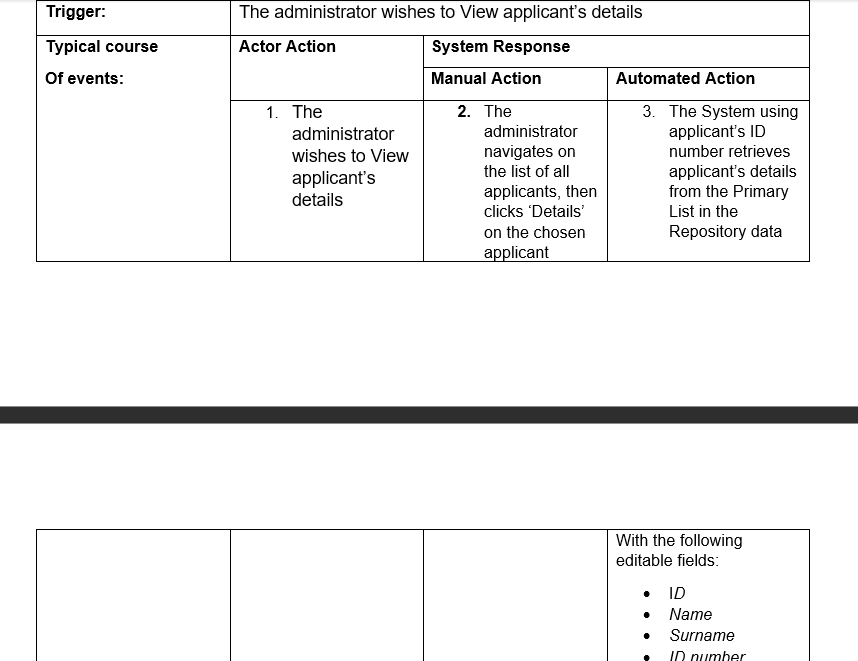 Trigger:
The administrator wishes to View applicant’s details
Typical course
Of events:
Actor Action
System Response
Manual Action
Automated Action
1. The
administrator
wishes to View
applicant’s
details
2. The
administrator
navigates on
the list of all
applicants, then
clicks ‘Details’
on the chosen
applicant
3. The System using
applicant’s ID
number retrieves
applicant’s details
from the Primary
List in the
Repository data
With the following
editable fields:
• ID
• Name
• Surname
• ID number